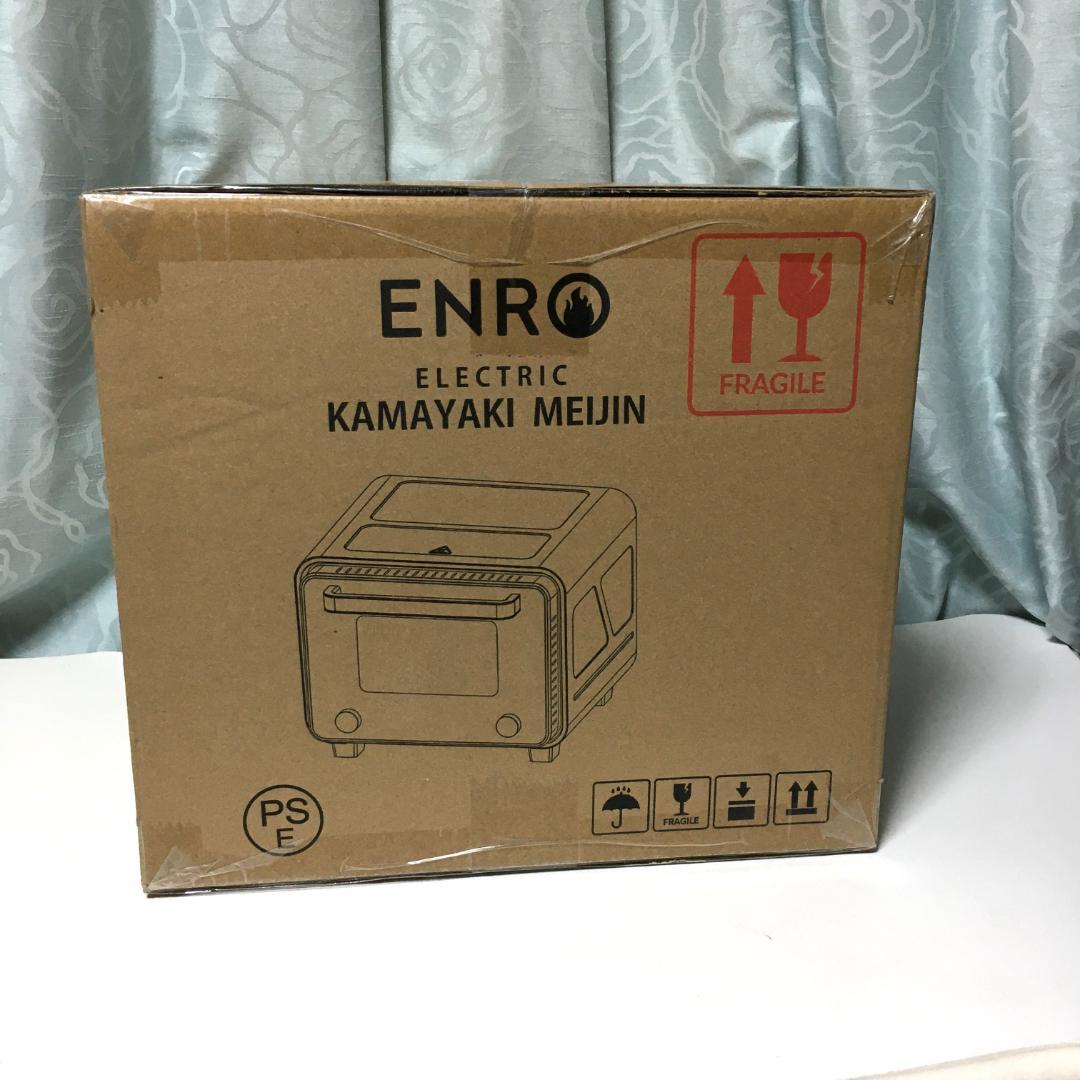 ENRO
ELECTRIC
KAMAYAKI MEIJIN
FRAGILE
PS
E
FRAGILE